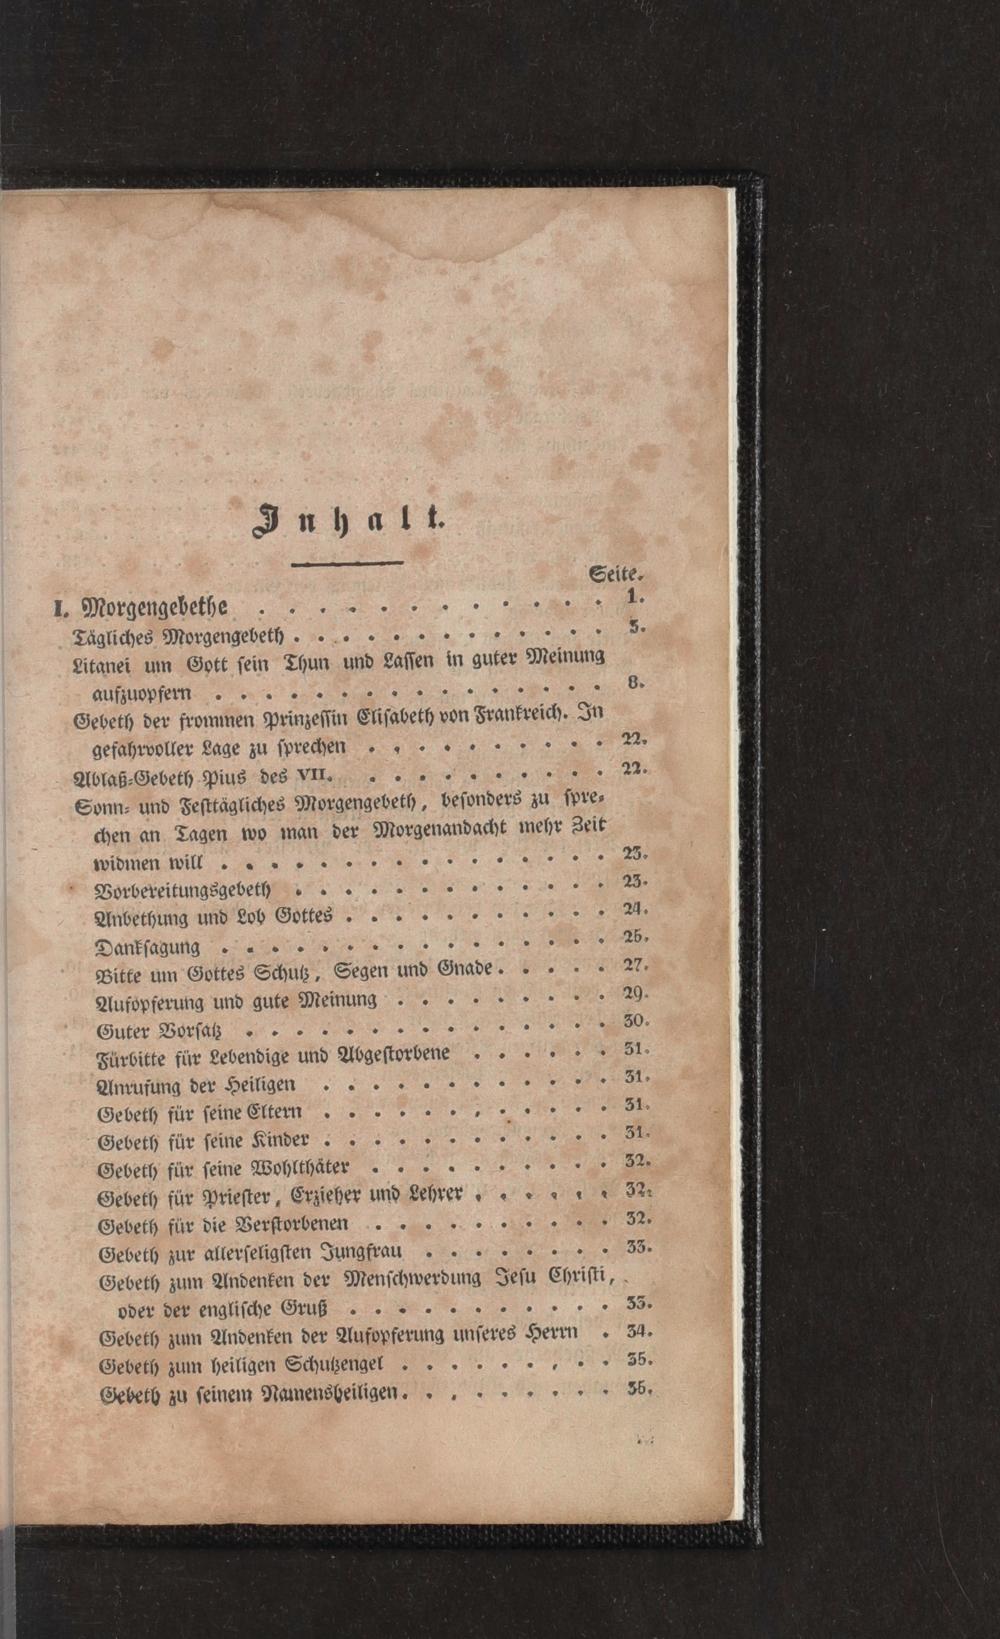 Inhalt.
Seite.
I. Morgengebethe . . . . . . . . . . . . . 1.
Tägliches Morgengebeth . . . . . . . . . . . . . 5.
Litanei um Gott sein Thun und Lassen in guter Meinung
aufzuopfern . . . . . . . . . . . . . . . . 8.
Gebeth der frommen Prinzessin Elisabeth von Frankreich. In
gefahrvoller Lage zu sprechen . . . . . . . . . . 22.
Ablaß-Gebeth Pius des VII. . . . . . . . . . . 22.
Sonn- und Festtägliches Morgengebeth, besonders zu spre-
chen an Tagen wo man der Morgenandacht mehr Zeit
widmen will . . . . . . . . . . . . . . . . 23.
Vorbereitungsgebeth . . . . . . . . . . . . . 23.
Anbethung und Lob Gottes . . . . . . . . . . . 24.
Danksagung . . . . . . . . . . . . . . . . 25.
Bitte um Gottes Schutz, Segen und Gnade . . . . . 27.
Aufopferung und gute Meinung . . . . . . . . . 29.
Guter Vorsatz . . . . . . . . . . . . . . . 30.
Fürbitte für Lebendige und Abgestorbene . . . . . . 31.
Anrufung der Heiligen . . . . . . . . . . . . 31.
Gebeth für seine Eltern . . . . . . . . . . . . 31.
Gebeth für seine Kinder . . . . . . . . . . . . 31.
Gebeth für seine Wohlthäter . . . . . . . . . . 32.
Gebeth für Priester, Erzieher und Lehrer . . . . . . 32.
Gebeth für die Verstorbenen . . . . . . . . . . 32.
Gebeth zur allerseligsten Jungfrau . . . . . . . . 33.
Gebeth zum Andenken der Menschwerdung Jesu Christi,
oder der englische Gruß . . . . . . . . . . . 33.
Gebeth zum Andenken der Aufopferung unseres Herrn . 34.
Gebeth zum heiligen Schutzengel . . . . . . . . . 35.
Gebeth zu seinem Namensheiligen . . . . . . . . . 35.